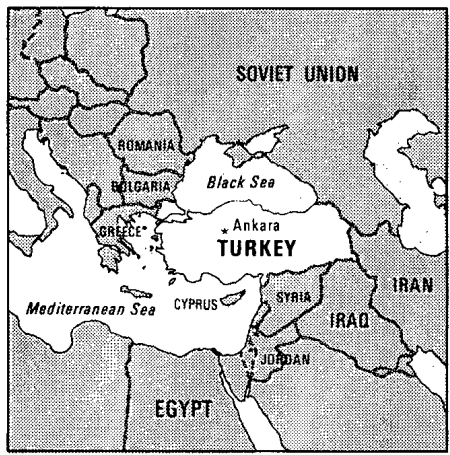 SOVIET UNION
ROMANIA
BULGARIA
Black Sea
GREECE
Ankara
TURKEY
Mediterranean Sea
CYPRUS
SYRIA
IRAN
IRAQ
JORDAN
EGYPT